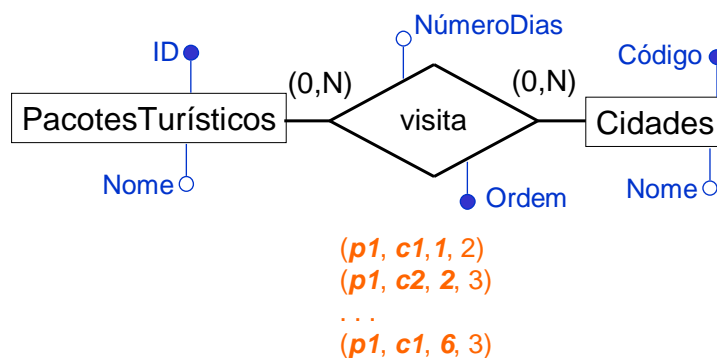 NúmeroDias
ID
Código
(0,N)
(0,N)
PacotesTurísticos
visita
Cidades
Nome
Ordem
Nome
(p1, c1,1, 2)
(p1, c2, 2, 3)
. . .
(p1, c1, 6, 3)